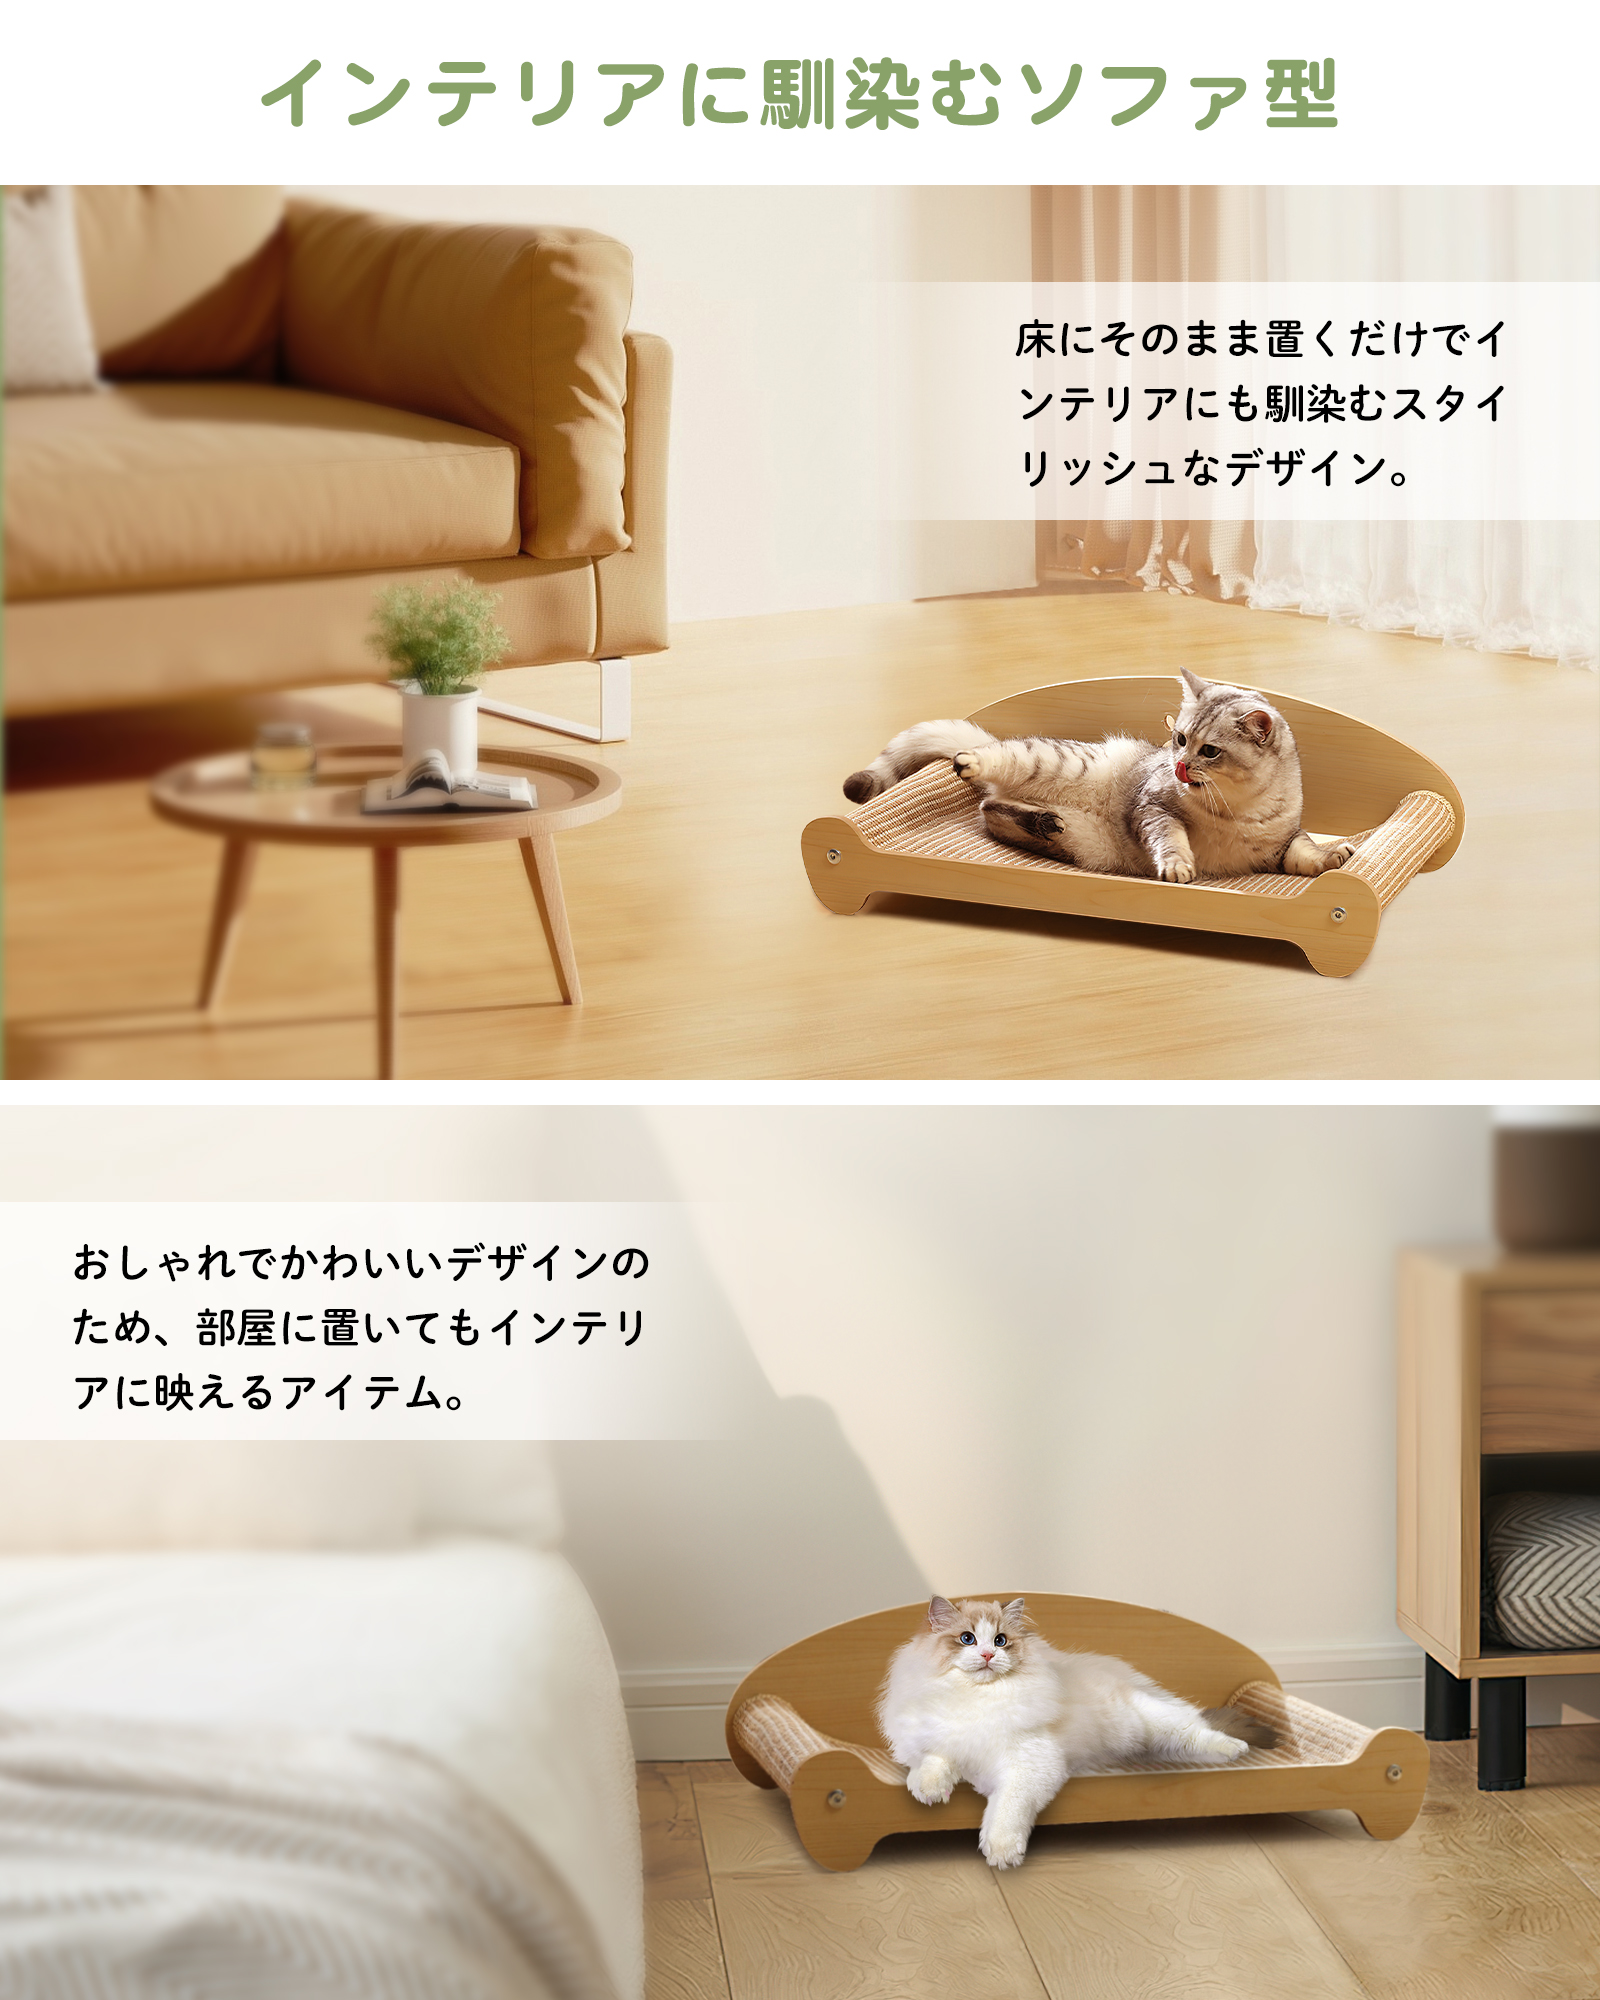 インテリアに馴染むソファ型
床にそのまま置くだけでイ
ンテリアにも馴染むスタイ
リッシュなデザイン。
おしゃれでかわいいデザインの
ため、部屋に置いてもインテリ
アに映えるアイテム。